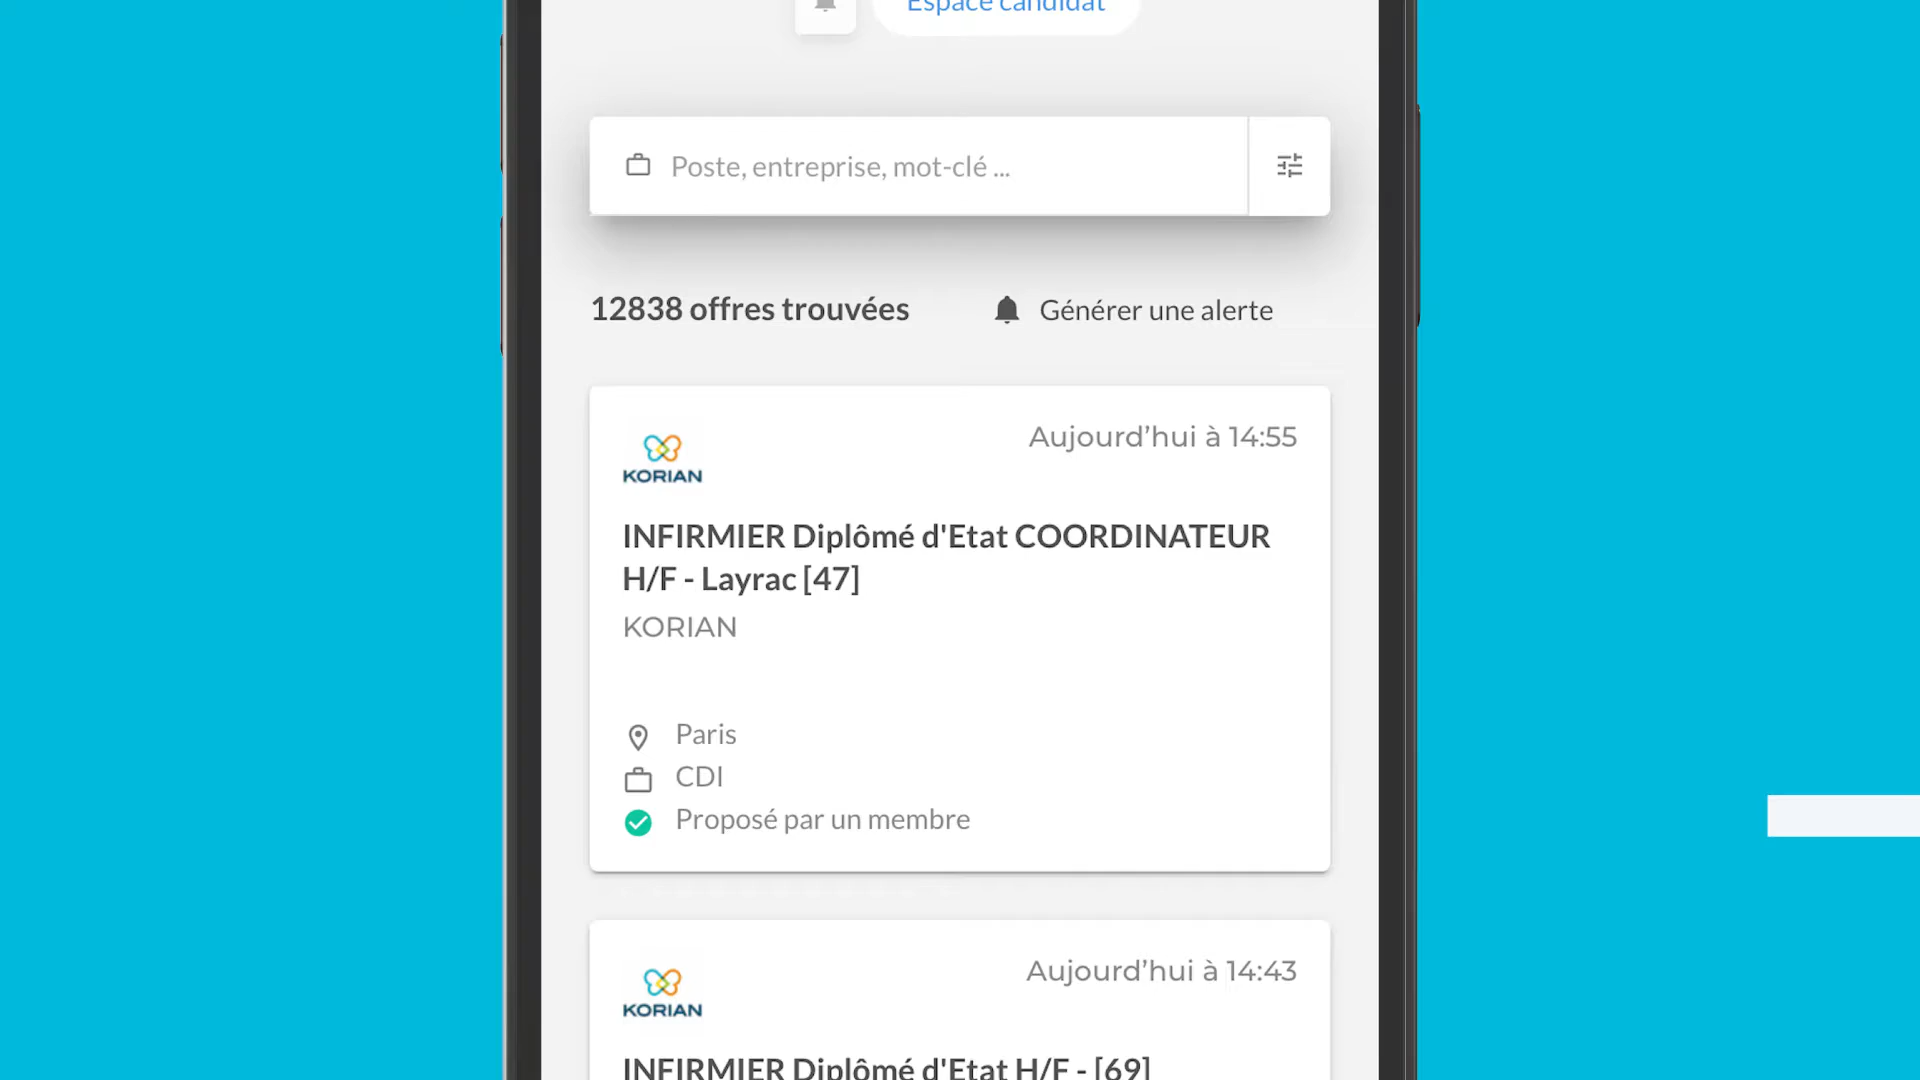 Espace candidat
Poste, entreprise, mot-clé ...
12838 offres trouvées
Générer une alerte
Aujourd’hui à 14:55
KORIAN
INFIRMIER Diplômé d'Etat COORDINATEUR
H/F - Layrac [47]
KORIAN
Paris
CDI
Proposé par un membre
Aujourd’hui à 14:43
KORIAN
INFIRMIER Diplômé d'Etat H/F - [69]